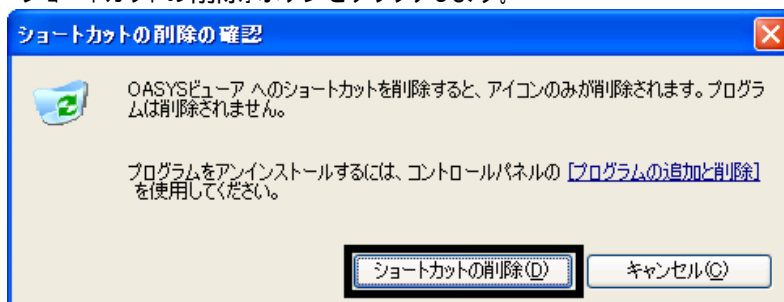 ショートカットの削除の確認
OASYSビューア へのショートカットを削除すると、アイコンのみが削除されます。プログラ
ムは削除されません。
プログラムをアンインストールするには、コントロールパネルの [プログラムの追加と削除]
を使用してください。
ショートカットの削除(D)
キャンセル(C)